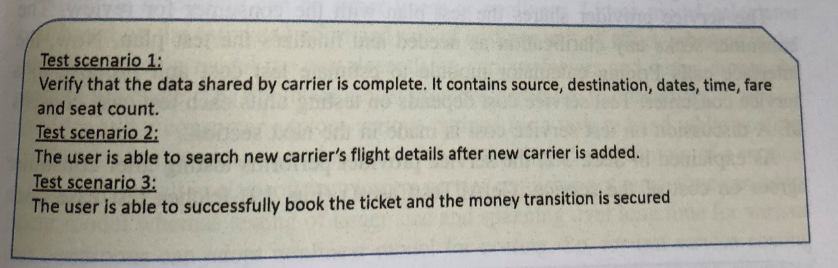 Test scenario 1:
Verify that the data shared by carrier is complete. It contains source, destination, dates, time, fare
and seat count.
Test scenario 2:
The user is able to search new carrier's flight details after new carrier is added.
Test scenario 3:
The user is able to successfully book the ticket and the money transition is secured